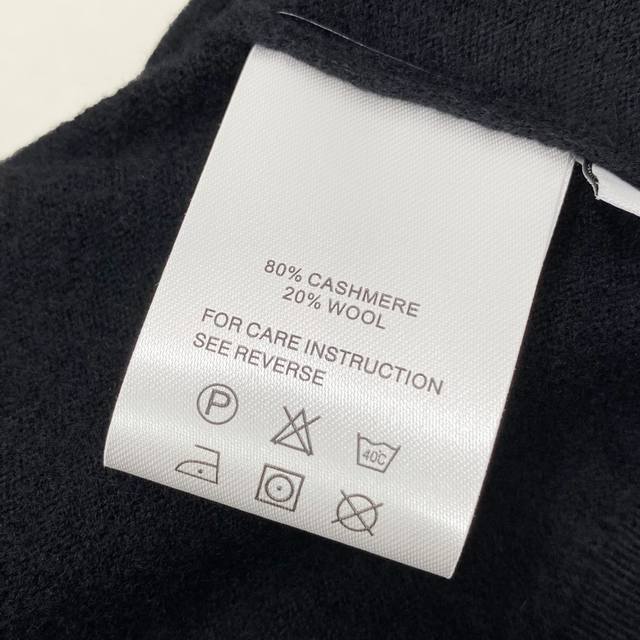 80% CASHMERE
20% WOOL
FOR CARE INSTRUCTION
SEE REVERSE
P
40°C